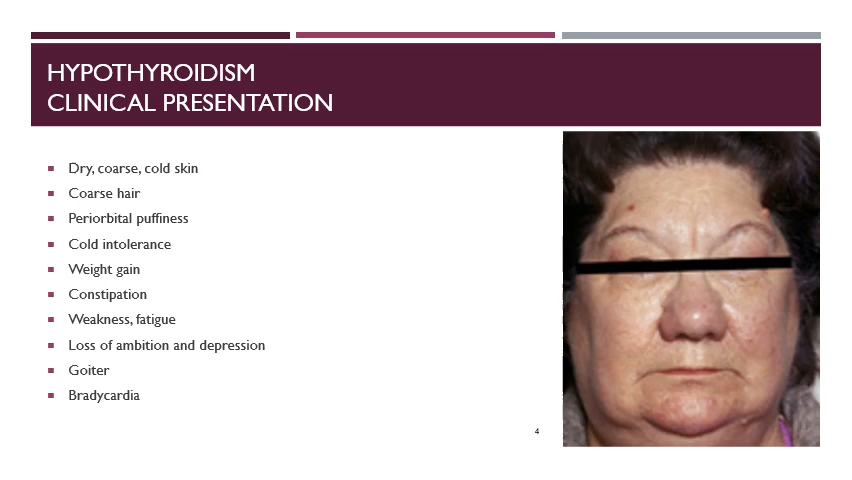 HYPOTHYROIDISM
CLINICAL PRESENTATION
Dry, coarse, cold skin
Coarse hair
Periorbital puffiness
Cold intolerance
Weight gain
Constipation
Weakness, fatigue
Loss of ambition and depression
Goiter
Bradycardia
4